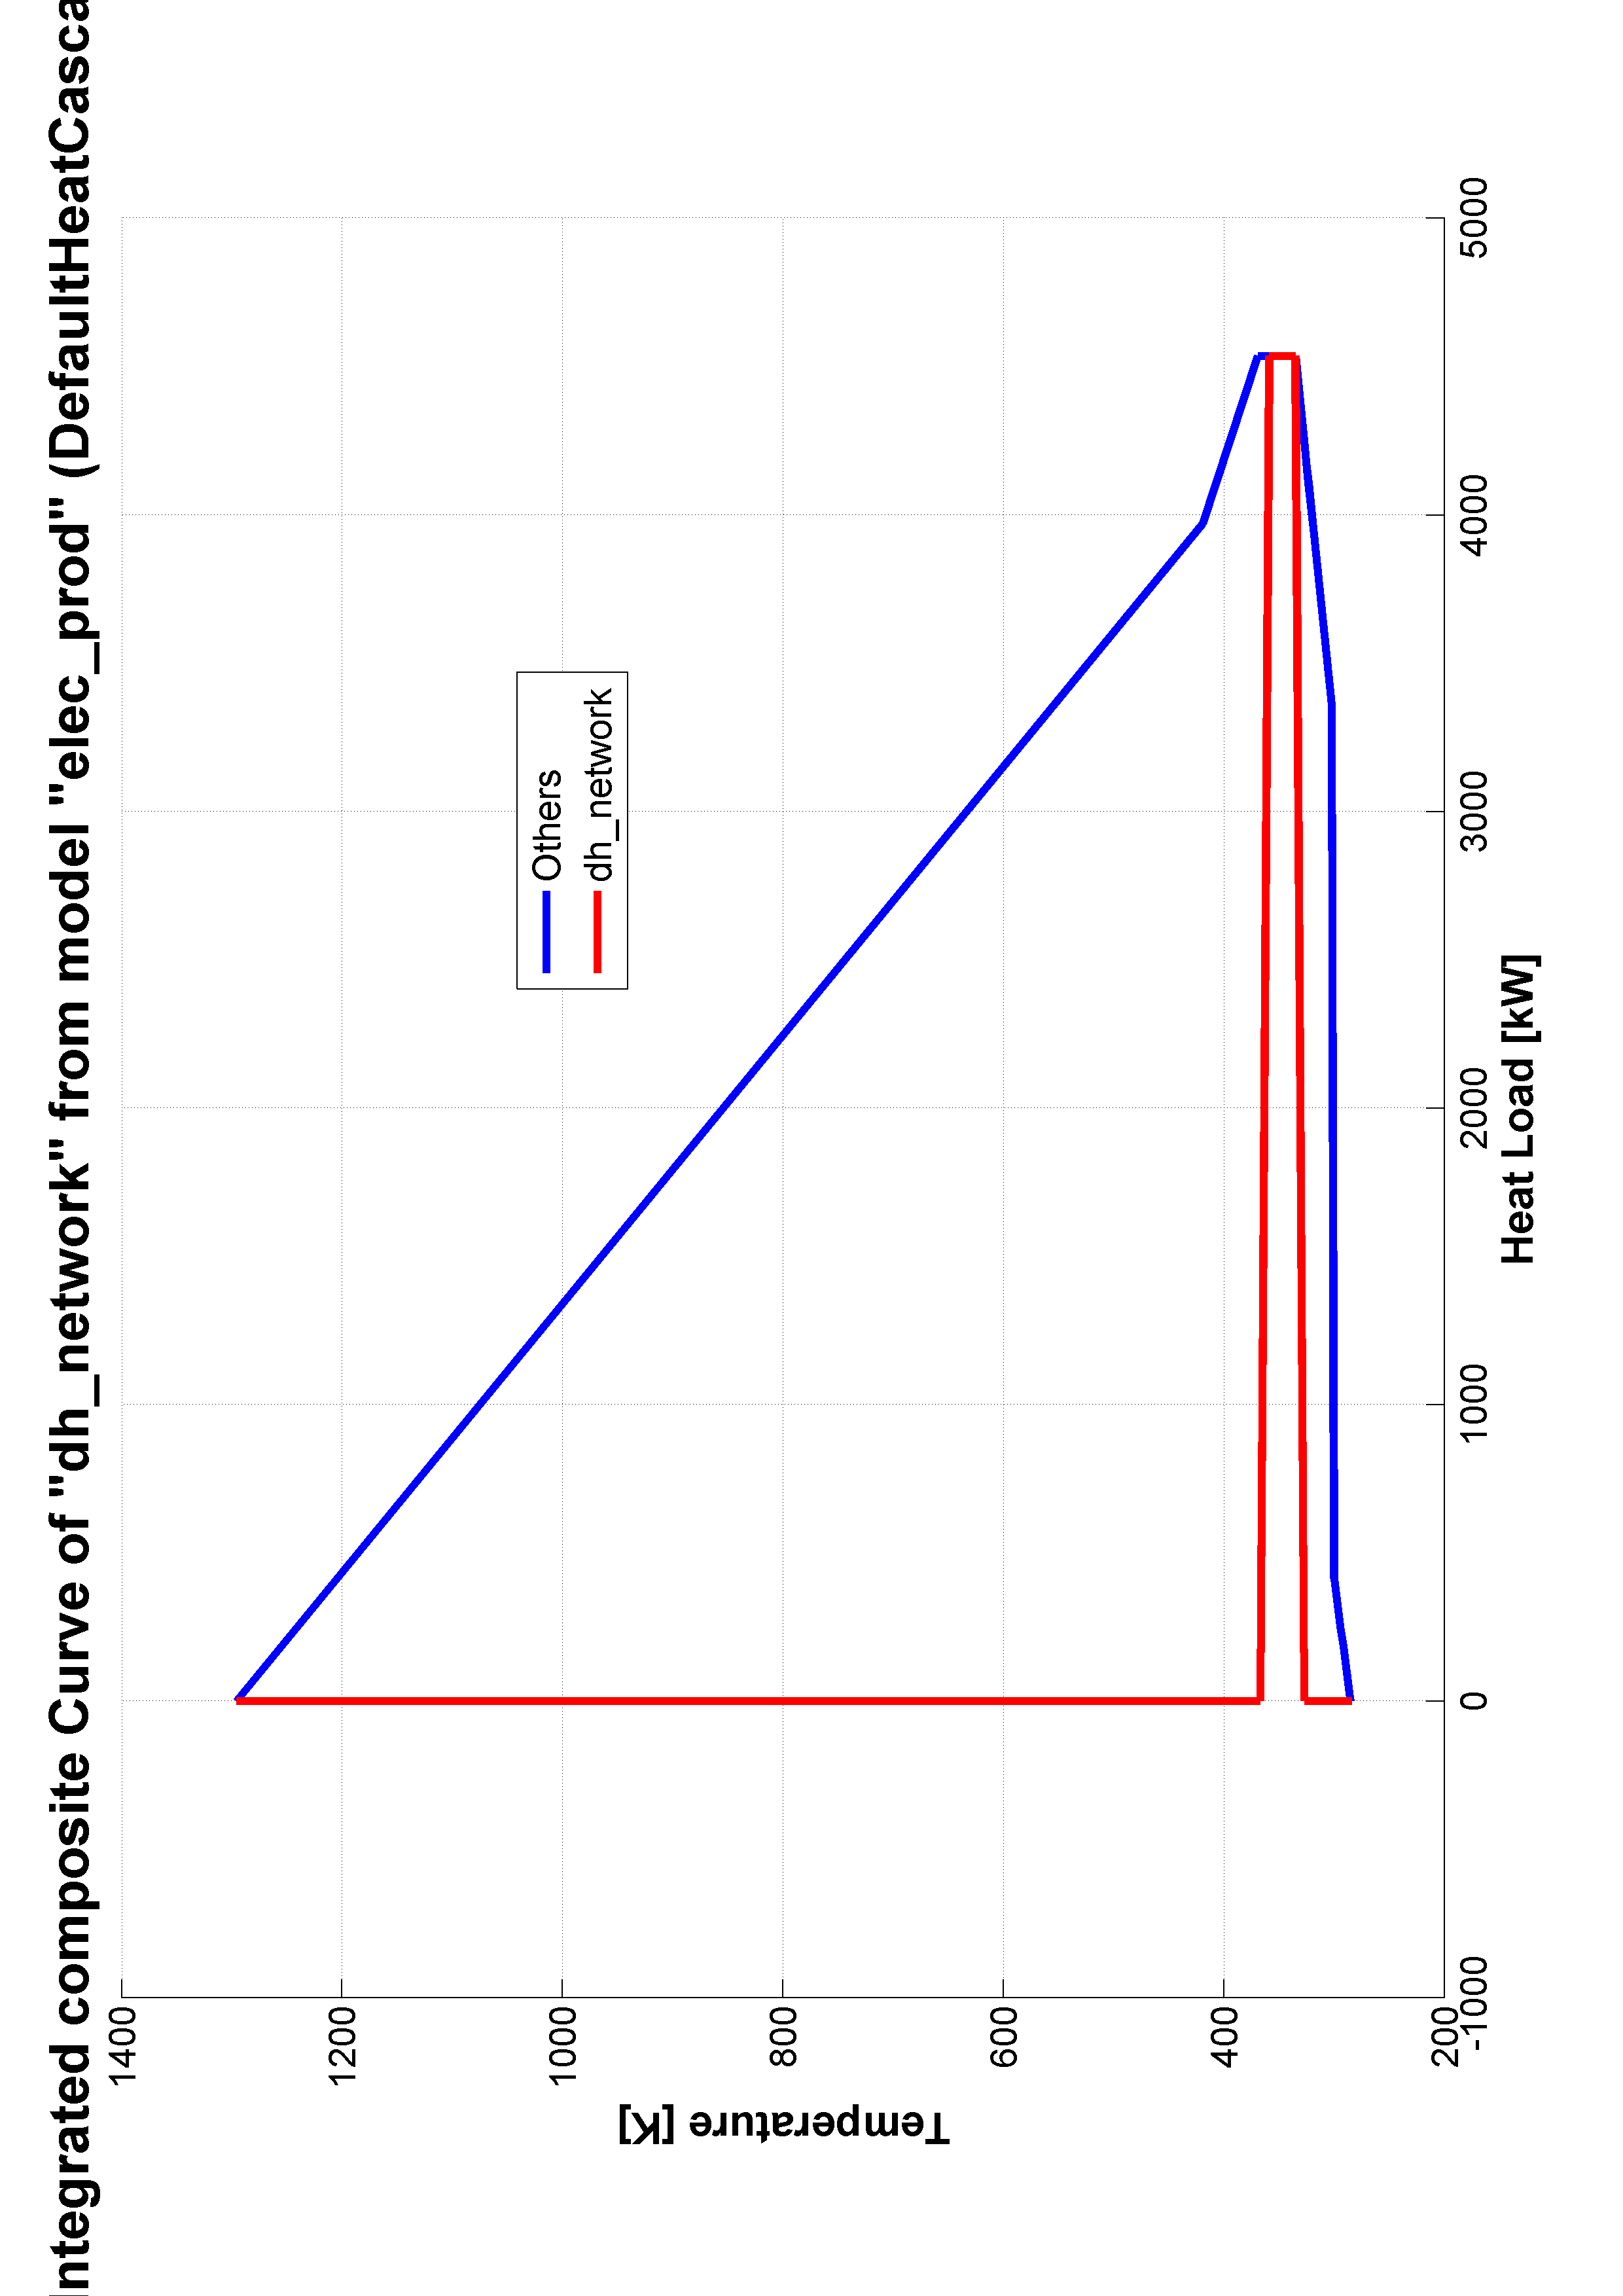 Integrated composite Curve of "dh_network" from model "elec_prod" (DefaultHeatCasca
1400
1200
1000
800
600
400
200
Temperature [K]
Others
dh_network
-1000
0
1000
2000
3000
4000
5000
Heat Load [kW]